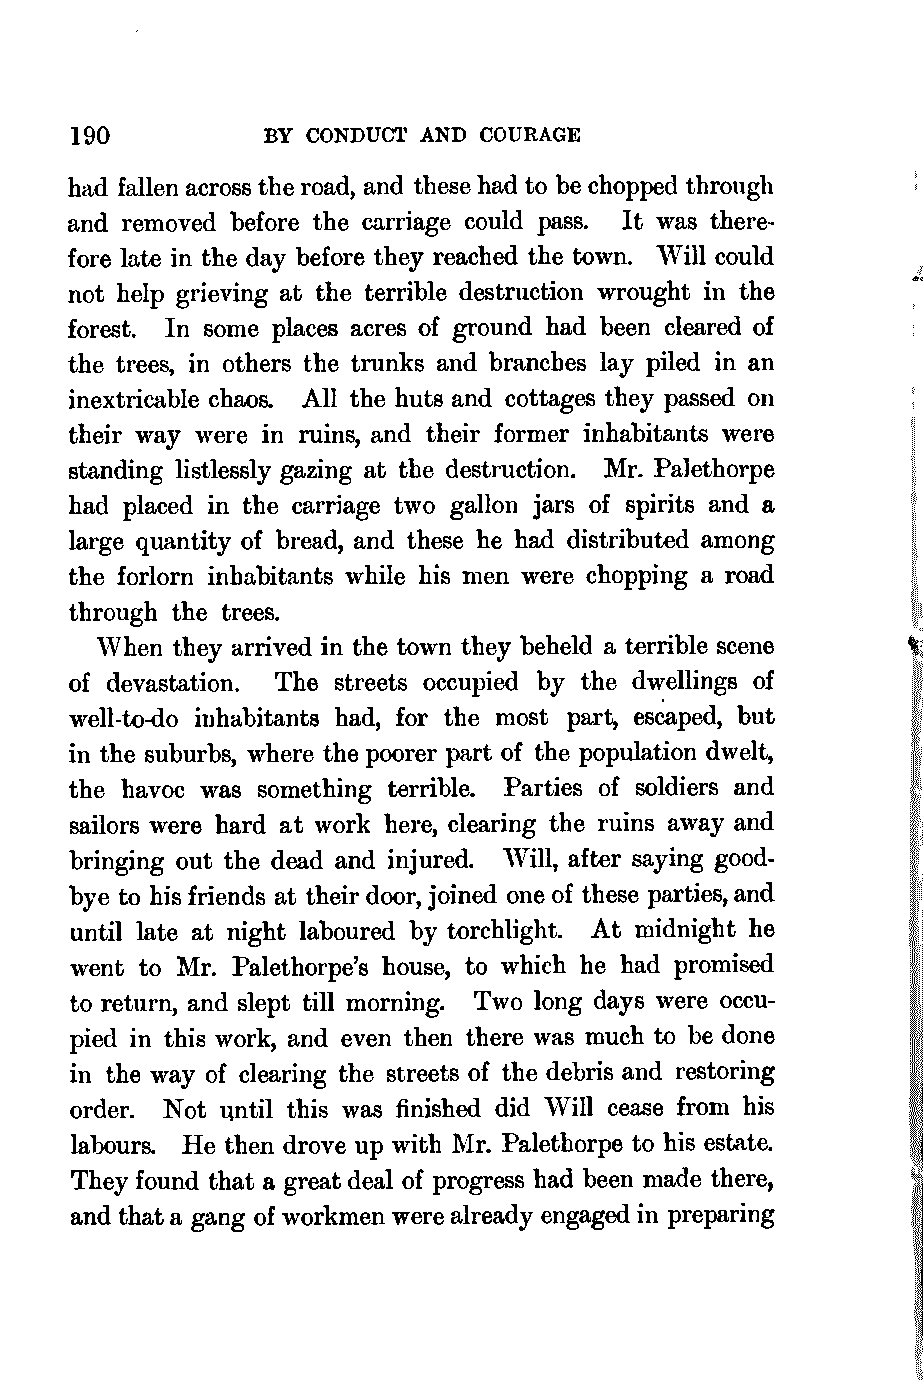 190 BY CONDUCT AND COURAGE
had fallen across the road, and these had to be chopped through
and removed before the carriage could pass. It was there-
fore late in the day before they reached the town. Will could
not help grieving at the terrible destruction wrought in the
forest. In some places acres of ground had been cleared of
the trees, in others the trunks and branches lay piled in an
inextricable chaos. All the huts and cottages they passed on
their way were in ruins, and their former inhabitants were
standing listlessly gazing at the destruction. Mr. Palethorpe
had placed in the carriage two gallon jars of spirits and a
large quantity of bread, and these he had distributed among
the forlorn inhabitants while his men were chopping a road
through the trees.
When they arrived in the town they beheld a terrible scene
of devastation. The streets occupied by the dwellings of
well-to-do inhabitants had, for the most part, escaped, but
in the suburbs, where the poorer part of the population dwelt,
the havoc was something terrible. Parties of soldiers and
sailors were hard at work here, clearing the ruins away and
bringing out the dead and injured. Will, after saying good-
bye to his friends at their door, joined one of these parties, and
until late at night laboured by torchlight. At midnight he
went to Mr. Palethorpe's house, to which he had promised
to return, and slept till morning. Two long days were occu-
pied in this work, and even then there was much to be done
in the way of clearing the streets of the debris and restoring
order. Not until this was finished did Will cease from his
labours. He then drove up with Mr. Palethorpe to his estate.
They found that a great deal of progress had been made there,
and that a gang of workmen were already engaged in preparing